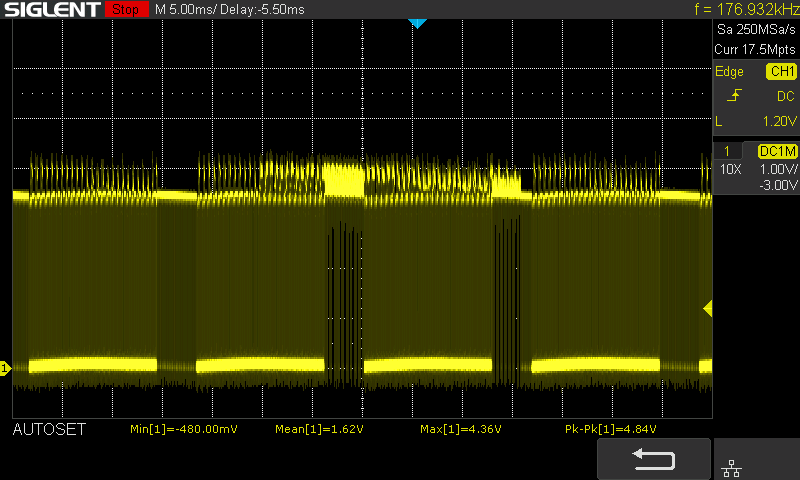 SIGLENT Stop M 5.00ms/ Delay:-5.50ms f = 176.932kHz
Sa 250MSa/s
Curr 17.5Mpts
Edge CH1
DC
L 1.20V
1 DC1M
10X 1.00V/
-3.00V
1
AUTOSET Min[1]=-480.00mV Mean[1]=1.62V Max[1]=4.36V Pk-Pk[1]=4.84V